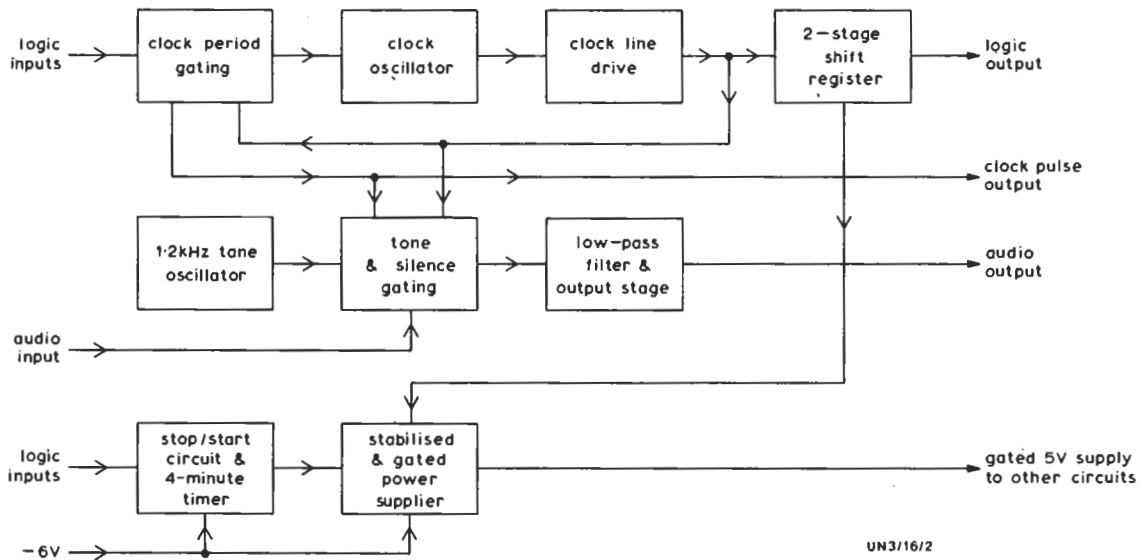 logic
inputs
clock period
gating
clock
oscillator
clock line
drive
2-stage
shift
register
logic
output
clock pulse
output
1·2kHz tane
oscillator
tone
& silence
gating
low-pass
filter &
output stage
audio
output
audio
input
logic
inputs
stop/start
circuit &
4-minute
timer
stabilised
& gated
power
supplier
gated 5V supply
to other circuits
-6V
UN3/16/2